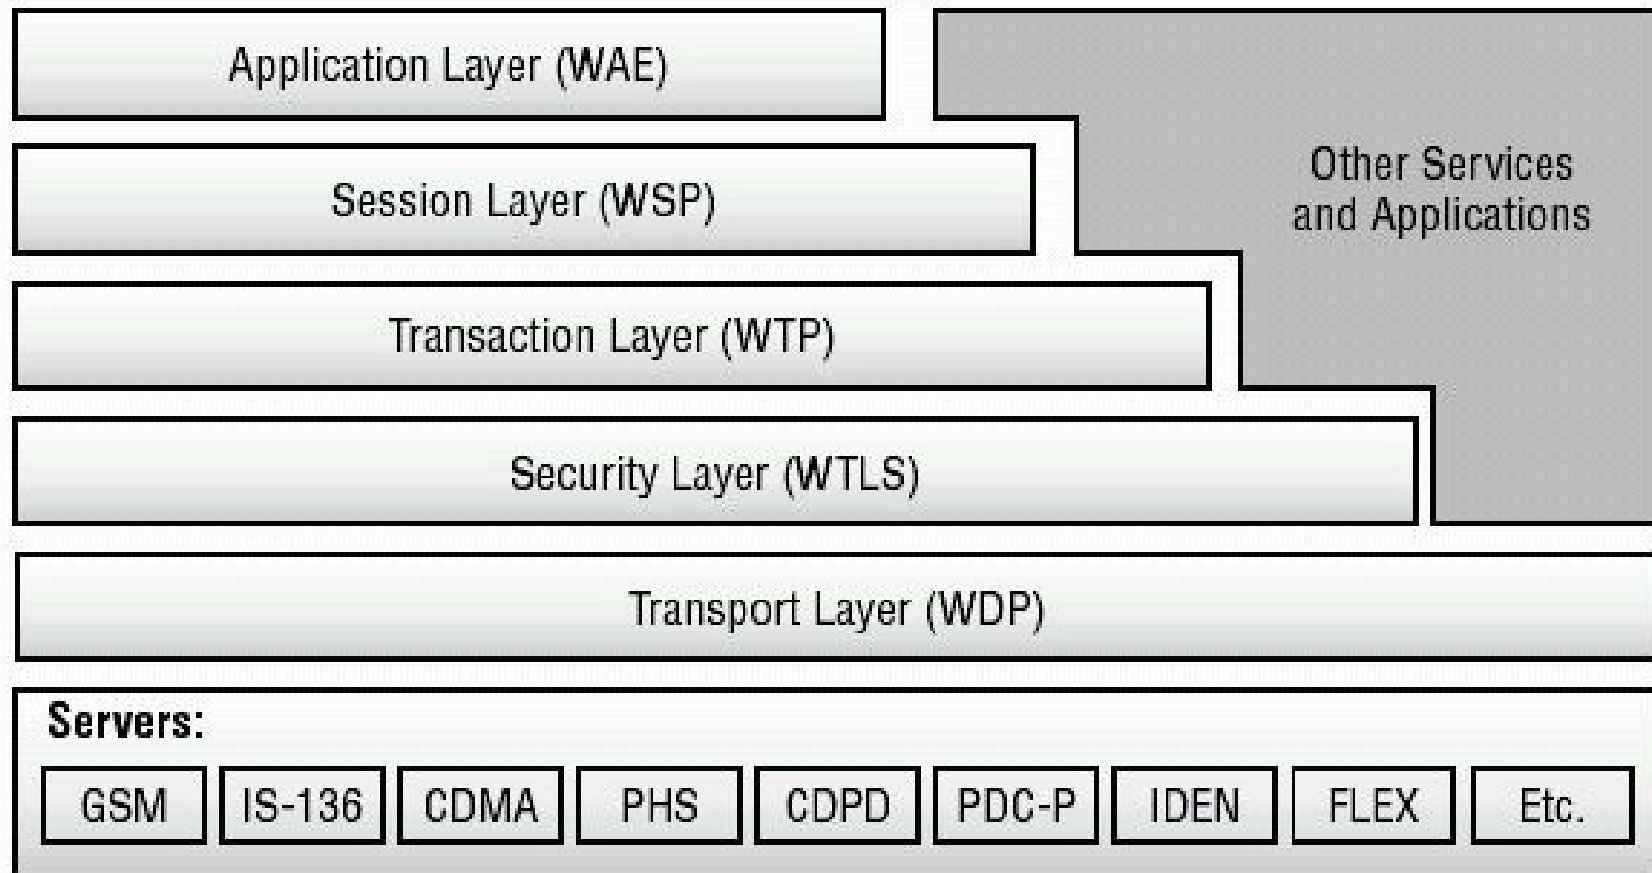 Application Layer (WAE)
Other Services
and Applications
Session Layer (WSP)
Transaction Layer (WTP)
Security Layer (WTLS)
Transport Layer (WDP)
Servers:
GSM
IS-136
CDMA
PHS
CDPD
PDC-P
IDEN
FLEX
Etc.